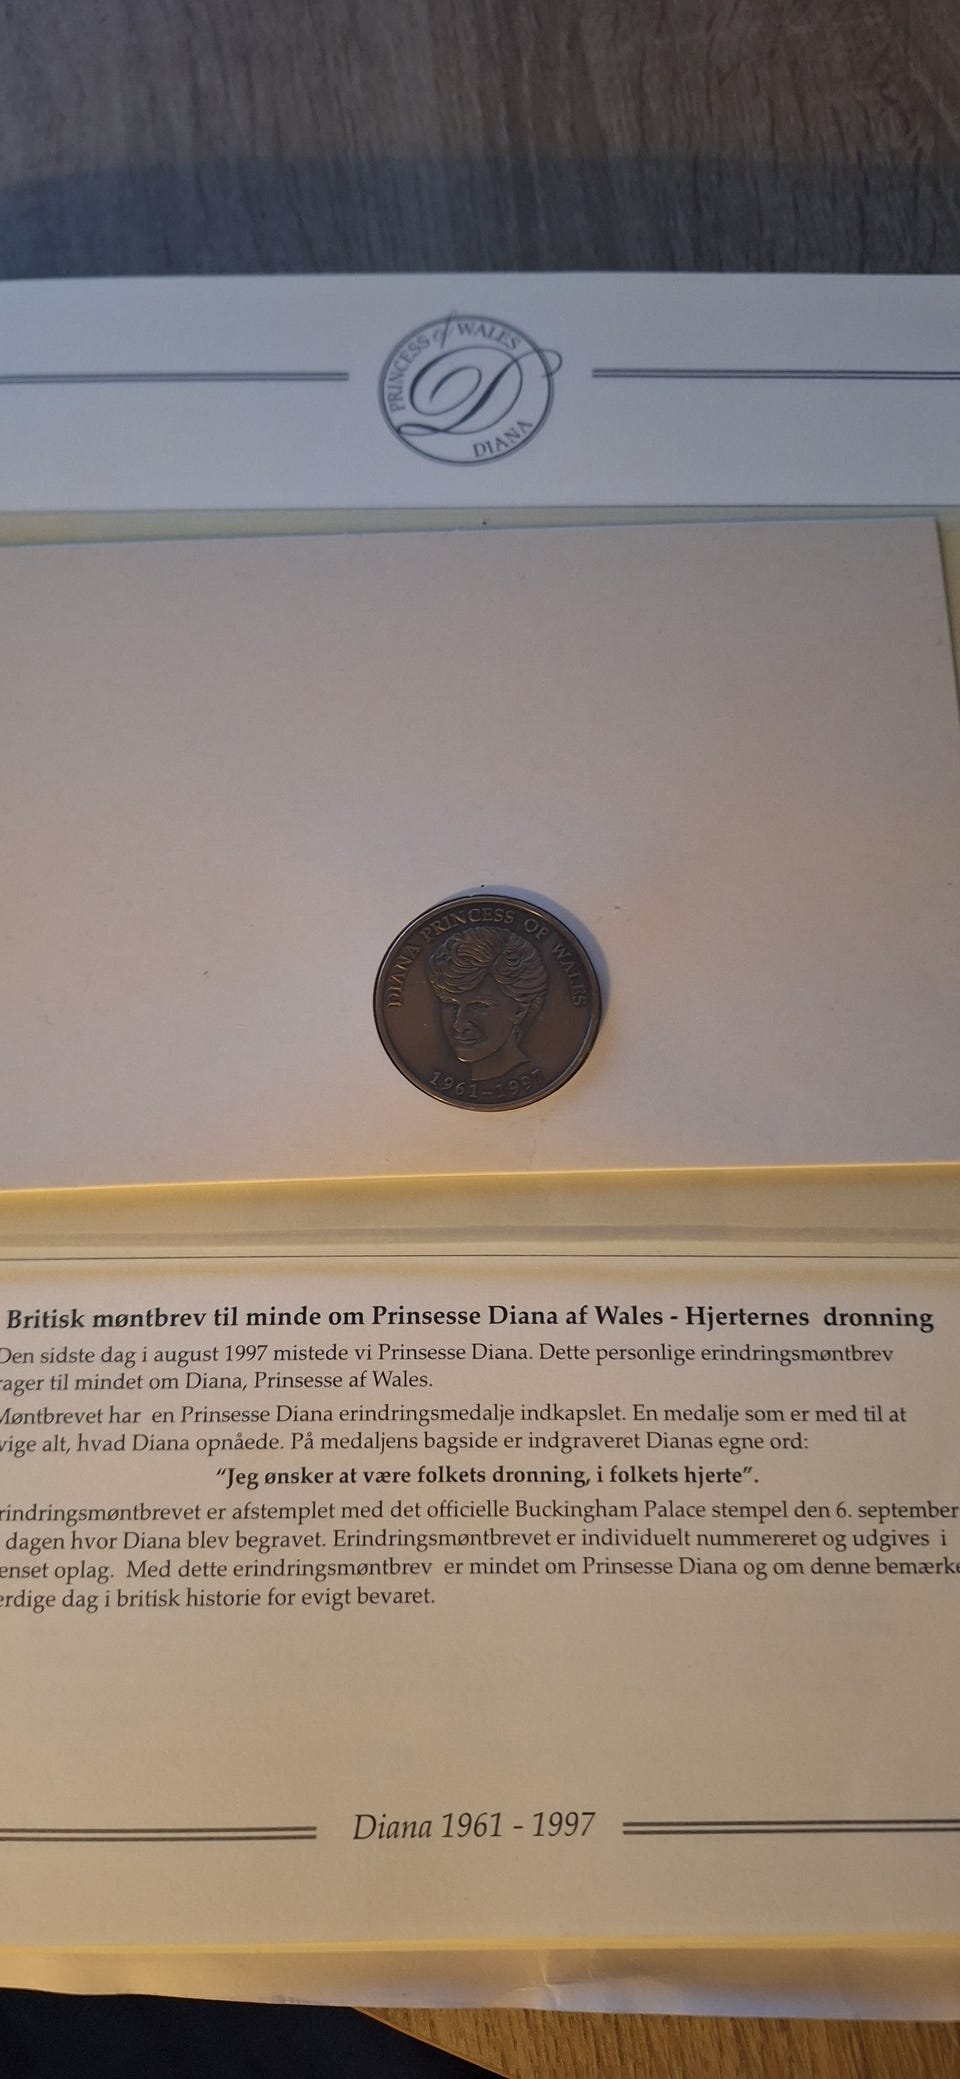 PRINCESS of WALES
D
DIANA
DIANA PRINCESS OF WALES
1961-1997
Britisk møntbrev til minde om Prinsesse Diana af Wales - Hjerternes dronning
Den sidste dag i august 1997 mistede vi Prinsesse Diana. Dette personlige erindringsmøntbrev
rager til mindet om Diana, Prinsesse af Wales.
Møntbrevet har en Prinsesse Diana erindringsmedalje indkapslet. En medalje som er med til at
vige alt, hvad Diana opnåede. På medaljens bagside er indgraveret Dianas egne ord:
“Jeg ønsker at være folkets dronning, i folkets hjerte”.
rindringsmøntbrevet er afstemplet med det officielle Buckingham Palace stempel den 6. september
dagen hvor Diana blev begravet. Erindringsmøntbrevet er individuelt nummereret og udgives i
enset oplag. Med dette erindringsmøntbrev er mindet om Prinsesse Diana og om denne bemærke
erdige dag i britisk historie for evigt bevaret.
Diana 1961 - 1997